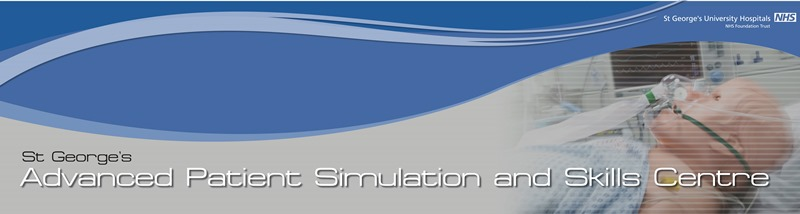 St George's University Hospitals NHS
NHS Foundation Trust
St George's
Advanced Patient Simulation and Skills Centre